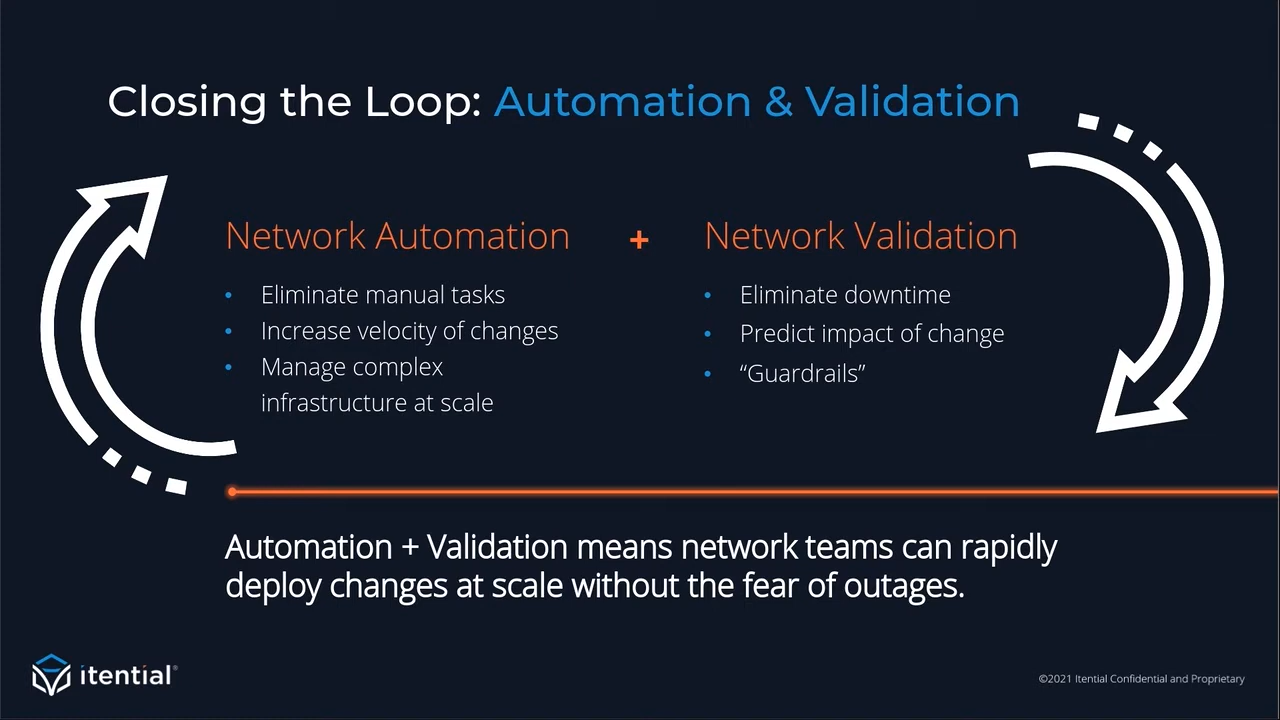 Closing the Loop: Automation & Validation
Network Automation + Network Validation
• Eliminate manual tasks
• Increase velocity of changes
• Manage complex
infrastructure at scale
• Eliminate downtime
• Predict impact of change
• “Guardrails”
Automation + Validation means network teams can rapidly
deploy changes at scale without the fear of outages.
itential®
©2021 Itential Confidential and Proprietary